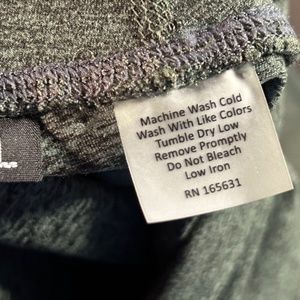 Machine Wash Cold
Wash With Like Colors
Tumble Dry Low
Remove Promptly
Do Not Bleach
Low Iron
RN 165631